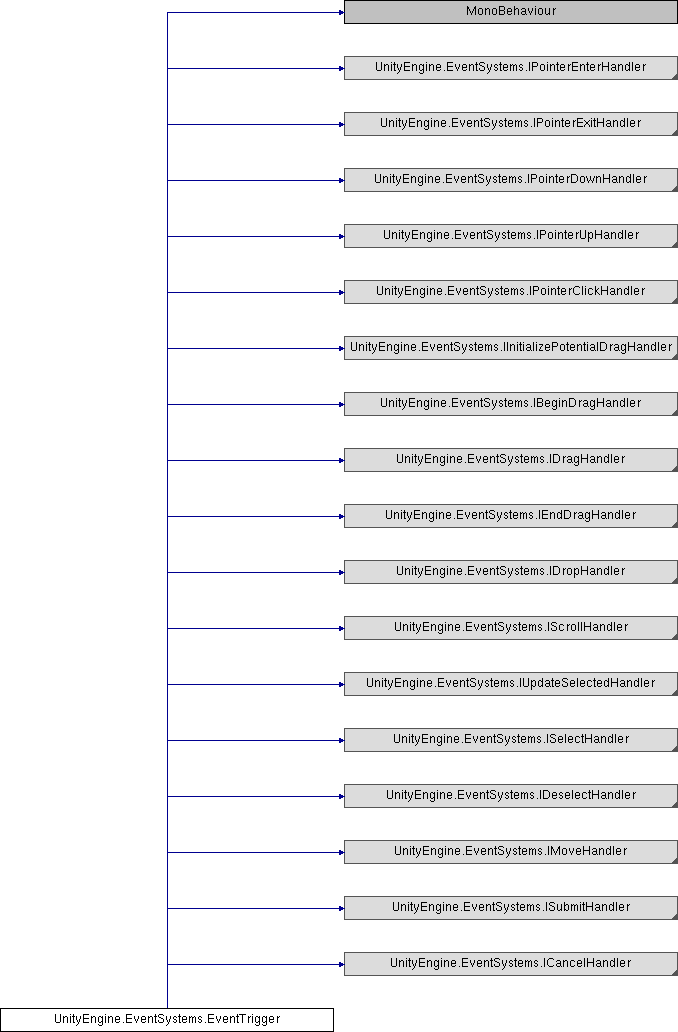 MonoBehaviour
UnityEngine.EventSystems.IPointerEnterHandler
UnityEngine.EventSystems.IPointerExitHandler
UnityEngine.EventSystems.IPointerDownHandler
UnityEngine.EventSystems.IPointerUpHandler
UnityEngine.EventSystems.IPointerClickHandler
UnityEngine.EventSystems.IInitializePotentialDragHandler
UnityEngine.EventSystems.IBeginDragHandler
UnityEngine.EventSystems.IDragHandler
UnityEngine.EventSystems.IEndDragHandler
UnityEngine.EventSystems.IDropHandler
UnityEngine.EventSystems.IScrollHandler
UnityEngine.EventSystems.IUpdateSelectedHandler
UnityEngine.EventSystems.ISelectHandler
UnityEngine.EventSystems.IDeselectHandler
UnityEngine.EventSystems.IMoveHandler
UnityEngine.EventSystems.ISubmitHandler
UnityEngine.EventSystems.ICancelHandler
UnityEngine.EventSystems.EventTrigger